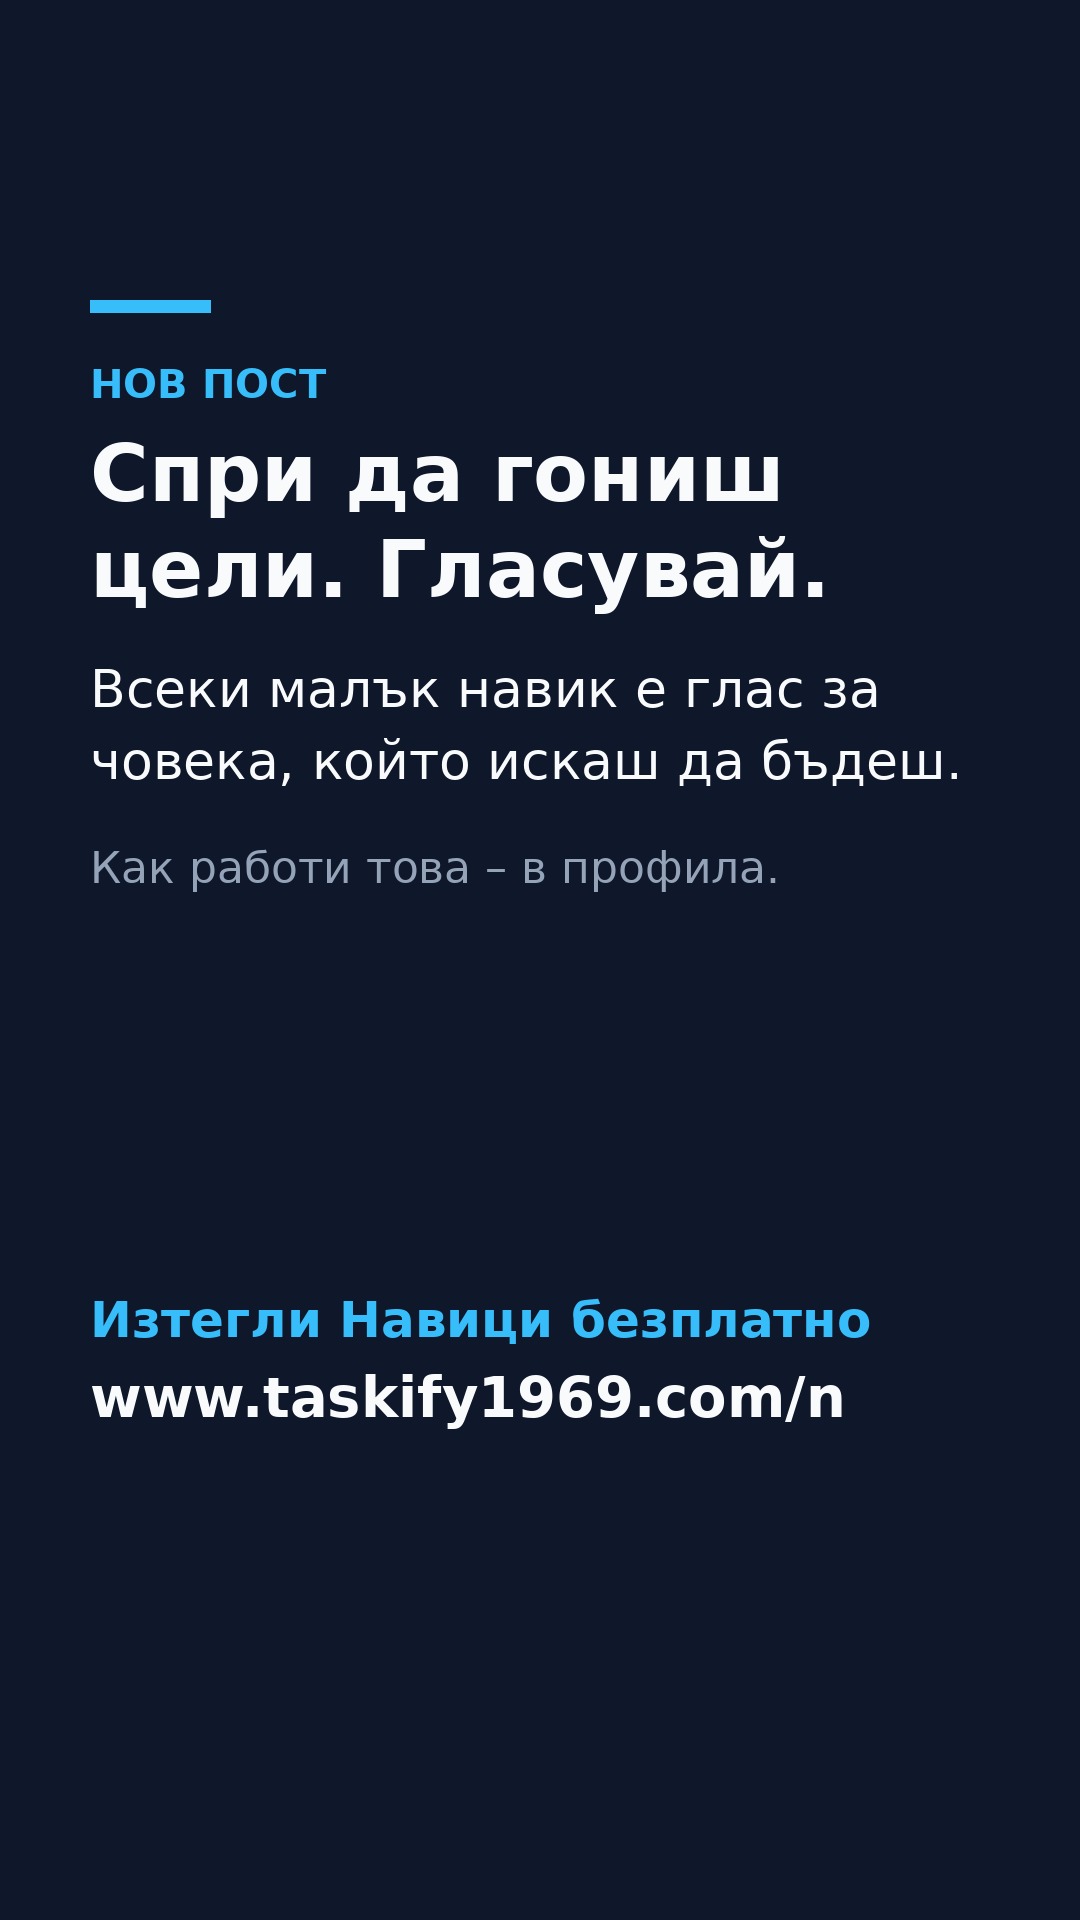 НОВ ПОСТ
Спри да гониш
цели. Гласувай.
Всеки малък навик е глас за
човека, който искаш да бъдеш.
Как работи това – в профила.
Изтегли Навици безплатно
www.taskify1969.com/n